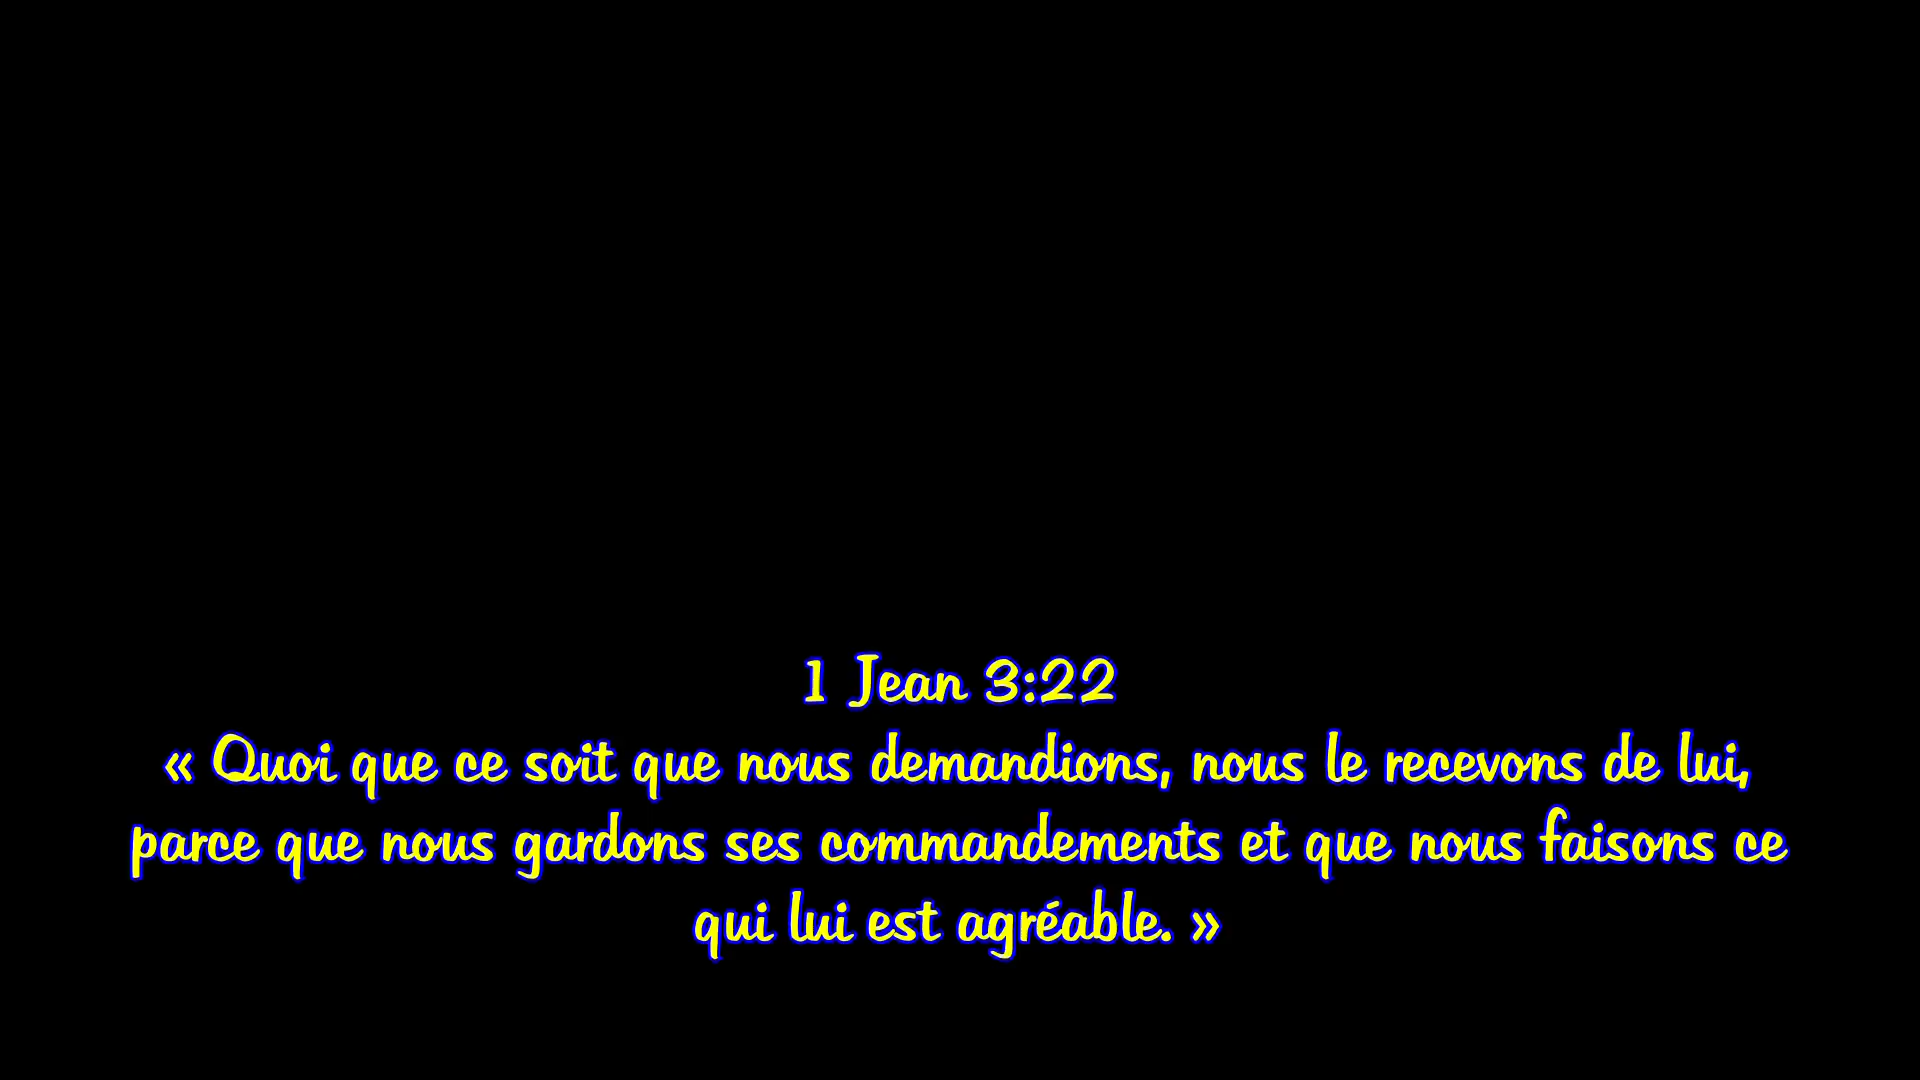 1 Jean 3:22
« Quoi que ce soit que nous demandions, nous le recevons de lui,
parce que nous gardons ses commandements et que nous faisons ce
qui lui est agréable. »